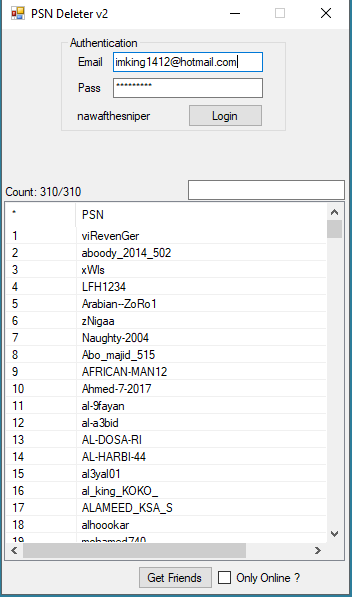 PSN Deleter v2
Authentication
Email imking1412@hotmail.com
Pass *********
nawafthesniper Login
Count: 310/310
* PSN
1 viRevenGer
2 aboody_2014_502
3 xWls
4 LFH1234
5 Arabian--ZoRo1
6 zNigaa
7 Naughty-2004
8 Abo_majid_515
9 AFRICAN-MAN12
10 Ahmed-7-2017
11 al-9fayan
12 al-a3bid
13 AL-DOSA-RI
14 AL-HARBI-44
15 al3yal01
16 al_king_KOKO_
17 ALAMEED_KSA_S
18 alhoookar
19 mohamed740
Get Friends Only Online ?